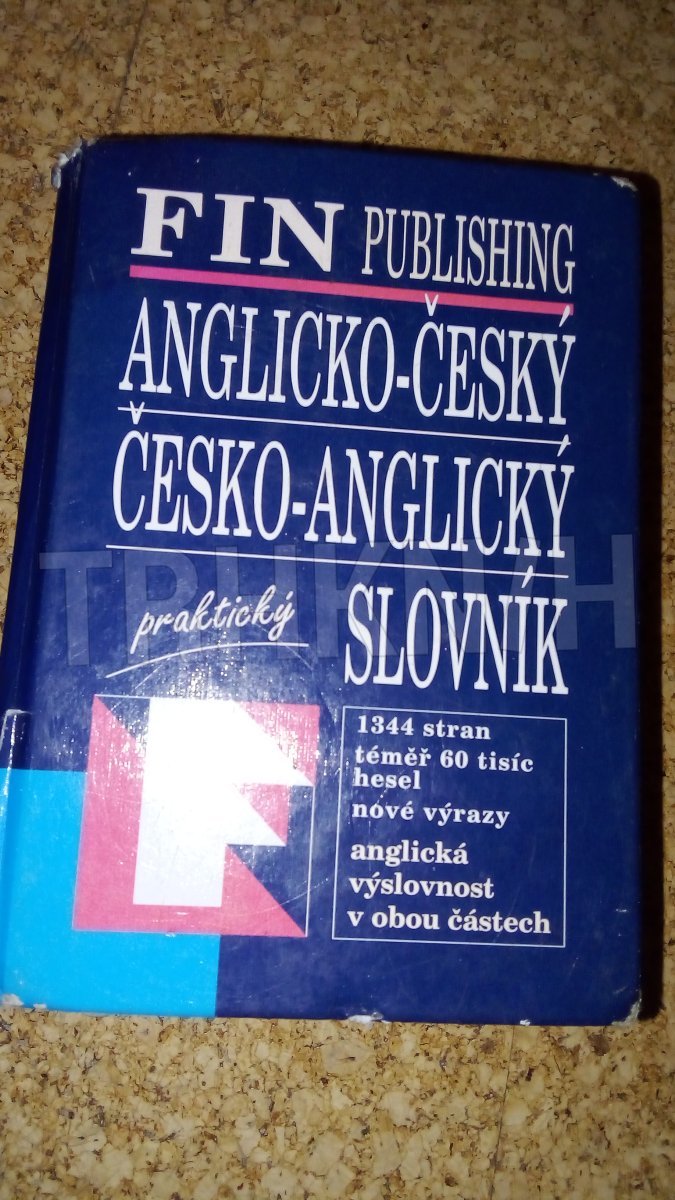 FIN PUBLISHING
ANGLICKO-ČESKÝ
ČESKO-ANGLICKÝ
praktický SLOVNÍK
1344 stran
téměř 60 tisíc
hesel
nové výrazy
anglická
výslovnost
v obou částech
TRHKNIH